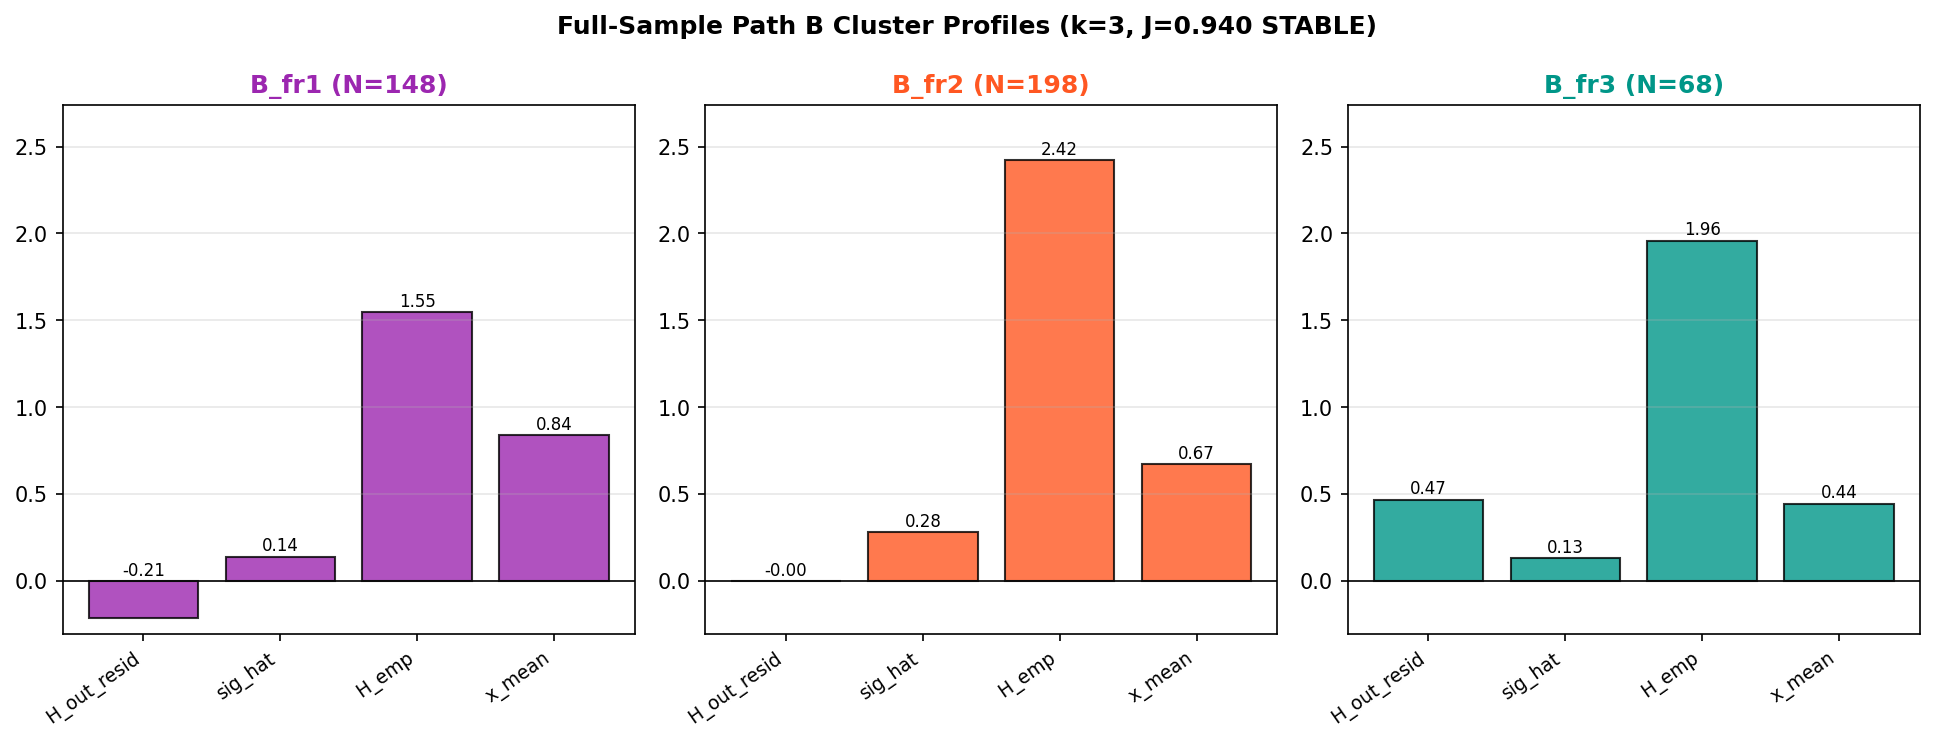 Full-Sample Path B Cluster Profiles (k=3, J=0.940 STABLE)
B_fr1 (N=148)
2.5
2.0
1.5
1.0
0.5
0.0
-0.21
0.14
1.55
0.84
H_out_resid
sig_hat
H_emp
x_mean
B_fr2 (N=198)
2.5
2.0
1.5
1.0
0.5
0.0
-0.00
0.28
2.42
0.67
H_out_resid
sig_hat
H_emp
x_mean
B_fr3 (N=68)
2.5
2.0
1.5
1.0
0.5
0.0
0.47
0.13
1.96
0.44
H_out_resid
sig_hat
H_emp
x_mean